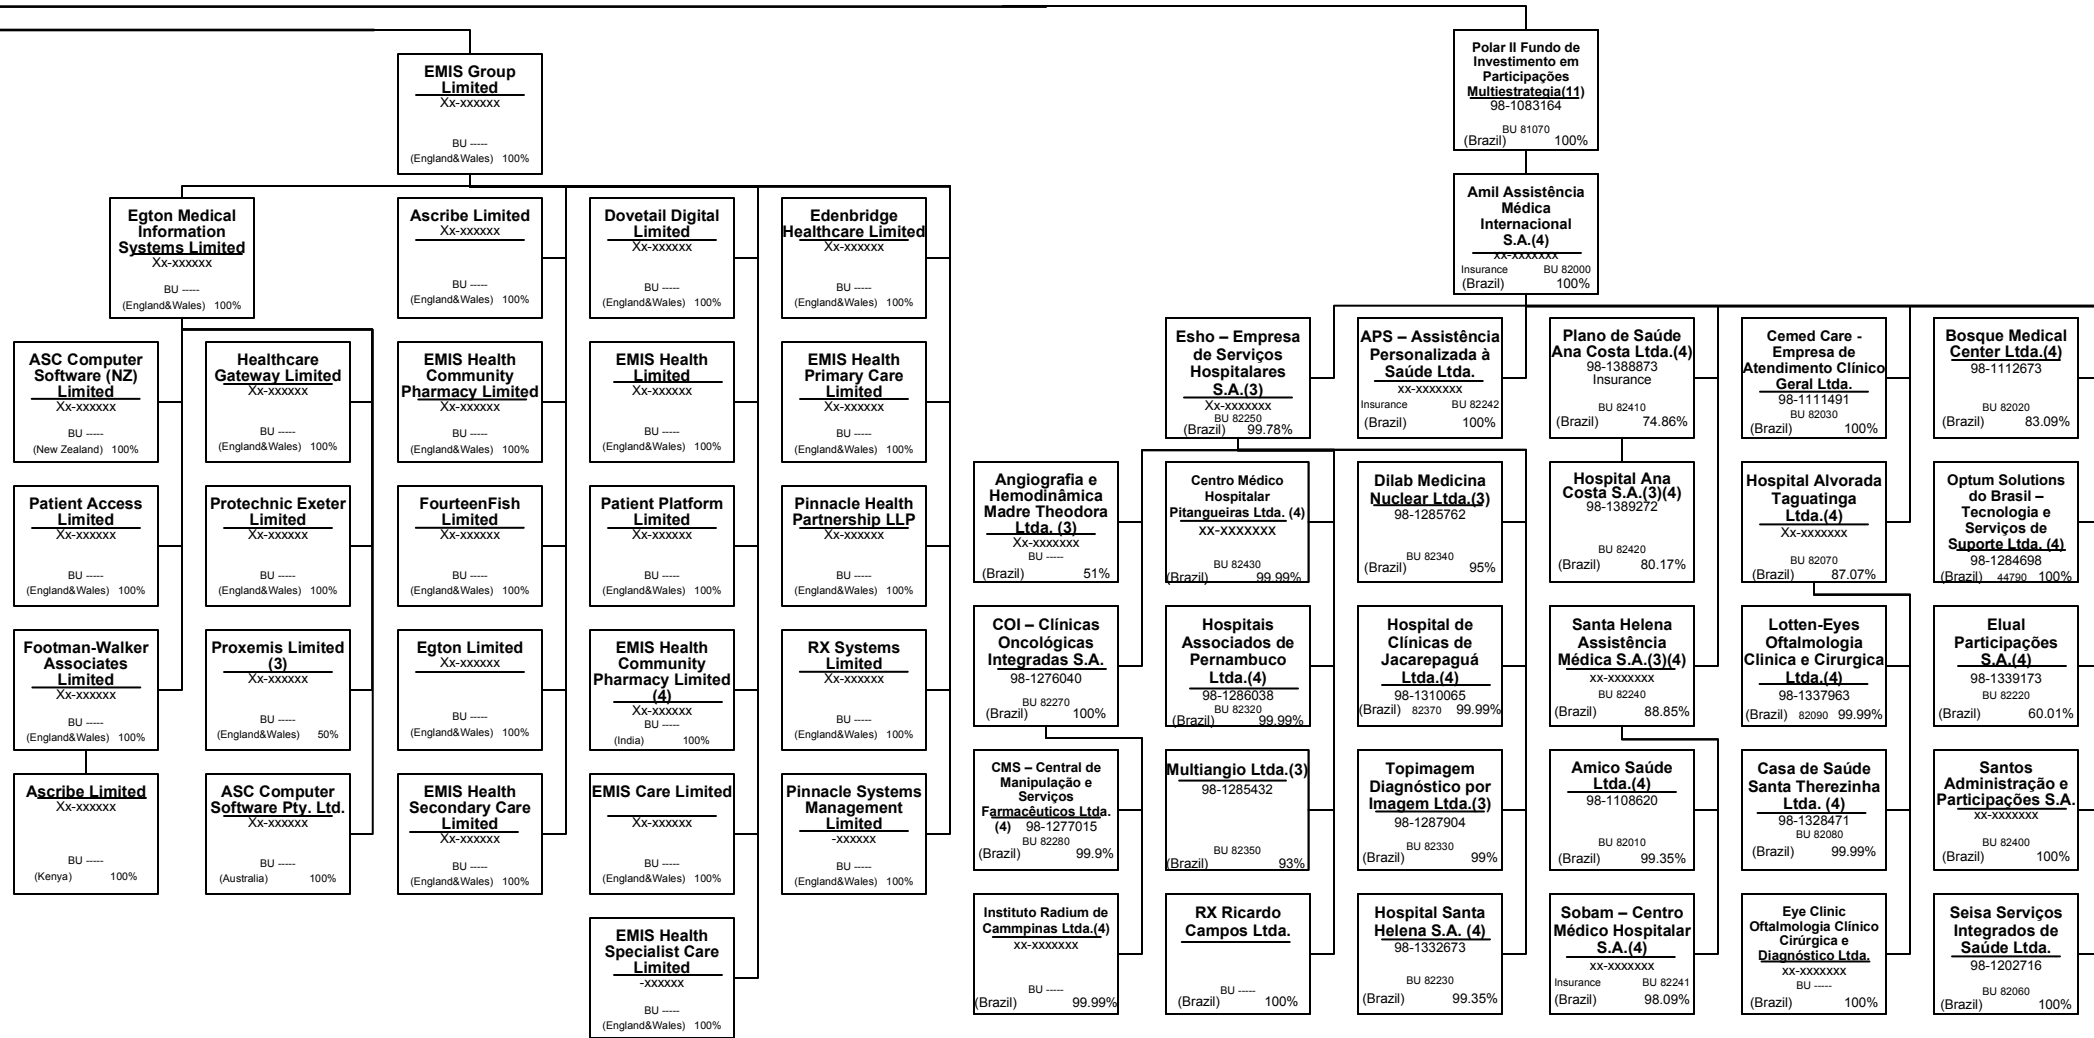 EMIS Group
Limited
Xx-xxxxxx
BU -----
(England&Wales) 100%
Polar II Fundo de
Investimento em
Participações
Multiestrategia(11)
98-1083164
BU 81070
(Brazil) 100%
Egton Medical
Information
Systems Limited
Xx-xxxxxx
BU -----
(England&Wales) 100%
Ascribe Limited
Xx-xxxxxx
BU -----
(England&Wales) 100%
Dovetail Digital
Limited
Xx-xxxxxx
BU -----
(England&Wales) 100%
Edenbridge
Healthcare Limited
Xx-xxxxxx
BU -----
(England&Wales) 100%
Amil Assistência
Médica
Internacional
S.A.(4)
xx-xxxxxxx
Insurance BU 82000
(Brazil) 100%
ASC Computer
Software (NZ)
Limited
Xx-xxxxxx
BU -----
(New Zealand) 100%
Healthcare
Gateway Limited
Xx-xxxxxx
BU -----
(England&Wales) 100%
EMIS Health
Community
Pharmacy Limited
Xx-xxxxxx
BU -----
(England&Wales) 100%
EMIS Health
Limited
Xx-xxxxxx
BU -----
(England&Wales) 100%
EMIS Health
Primary Care
Limited
Xx-xxxxxx
BU -----
(England&Wales) 100%
Esho – Empresa
de Serviços
Hospitalares
S.A.(3)
Xx-xxxxxxx
BU 82250
(Brazil) 99.78%
APS – Assistência
Personalizada à
Saúde Ltda.
xx-xxxxxxx
Insurance BU 82242
(Brazil) 100%
Plano de Saúde
Ana Costa Ltda.(4)
98-1388873
Insurance
BU 82410
(Brazil) 74.86%
Cemed Care -
Empresa de
Atendimento Clínico
Geral Ltda.
98-1111491
BU 82030
(Brazil) 100%
Bosque Medical
Center Ltda.(4)
98-1112673
BU 82020
(Brazil) 83.09%
Patient Access
Limited
Xx-xxxxxx
BU -----
(England&Wales) 100%
Protechnic Exeter
Limited
Xx-xxxxxx
BU -----
(England&Wales) 100%
FourteenFish
Limited
Xx-xxxxxx
BU -----
(England&Wales) 100%
Patient Platform
Limited
Xx-xxxxxx
BU -----
(England&Wales) 100%
Pinnacle Health
Partnership LLP
Xx-xxxxxx
BU -----
(England&Wales) 100%
Angiografia e
Hemodinâmica
Madre Theodora
Ltda. (3)
Xx-xxxxxxx
BU -----
(Brazil) 51%
Centro Médico
Hospitalar
Pitangueiras Ltda. (4)
xx-xxxxxxx
BU 82430
(Brazil) 99.99%
Dilab Medicina
Nuclear Ltda.(3)
98-1285762
BU 82340
(Brazil) 95%
Hospital Ana
Costa S.A.(3)(4)
98-1389272
BU 82420
(Brazil) 80.17%
Hospital Alvorada
Taguatinga
Ltda.(4)
Xx-xxxxxxx
BU 82070
(Brazil) 87.07%
Optum Solutions
do Brasil –
Tecnologia e
Serviços de
Suporte Ltda. (4)
98-1284698
(Brazil) 44790 100%
Footman-Walker
Associates
Limited
Xx-xxxxxx
BU -----
(England&Wales) 100%
Proxemis Limited
(3)
Xx-xxxxxx
BU -----
(England&Wales) 50%
Egton Limited
Xx-xxxxxx
BU -----
(England&Wales) 100%
EMIS Health
Community
Pharmacy Limited
(4)
Xx-xxxxxx
BU -----
(India) 100%
RX Systems
Limited
Xx-xxxxxx
BU -----
(England&Wales) 100%
COI – Clínicas
Oncológicas
Integradas S.A.
98-1276040
BU 82270
(Brazil) 100%
Hospitais
Associados de
Pernambuco
Ltda.(4)
98-1286038
BU 82320
(Brazil) 99.99%
Hospital de
Clínicas de
Jacarepaguá
Ltda.(4)
98-1310065
(Brazil) 82370 99.99%
Santa Helena
Assistência
Médica S.A.(3)(4)
xx-xxxxxxx
BU 82240
(Brazil) 88.85%
Lotten-Eyes
Oftalmologia
Clinica e Cirurgica
Ltda.(4)
98-1337963
(Brazil) 82090 99.99%
Elual
Participações
S.A.(4)
98-1339173
BU 82220
(Brazil) 60.01%
Ascribe Limited
Xx-xxxxxx
BU -----
(Kenya) 100%
ASC Computer
Software Pty. Ltd.
Xx-xxxxxx
BU -----
(Australia) 100%
EMIS Health
Secondary Care
Limited
Xx-xxxxxx
BU -----
(England&Wales) 100%
EMIS Care Limited
Xx-xxxxxx
BU -----
(England&Wales) 100%
Pinnacle Systems
Management
Limited
-xxxxxx
BU -----
(England&Wales) 100%
CMS – Central de
Manipulação e
Serviços
Farmacêuticos Ltda.
(4) 98-1277015
BU 82280
(Brazil) 99.9%
Multiangio Ltda.(3)
98-1285432
BU 82350
(Brazil) 93%
Topimagem
Diagnóstico por
Imagem Ltda.(3)
98-1287904
BU 82330
(Brazil) 99%
Amico Saúde
Ltda.(4)
98-1108620
BU 82010
(Brazil) 99.35%
Casa de Saúde
Santa Therezinha
Ltda. (4)
98-1328471
BU 82080
(Brazil) 99.99%
Santos
Administração e
Participações S.A.
xx-xxxxxxx
BU 82400
(Brazil) 100%
EMIS Health
Specialist Care
Limited
-xxxxxx
BU -----
(England&Wales) 100%
Instituto Radium de
Cammpinas Ltda.(4)
xx-xxxxxxx
BU -----
(Brazil) 99.99%
RX Ricardo
Campos Ltda.
BU -----
(Brazil) 100%
Hospital Santa
Helena S.A. (4)
98-1332673
BU 82230
(Brazil) 99.35%
Sobam – Centro
Médico Hospitalar
S.A.(4)
xx-xxxxxxx
Insurance BU 82241
(Brazil) 98.09%
Eye Clinic
Oftalmologia Clínico
Cirúrgica e
Diagnóstico Ltda.
xx-xxxxxxx
BU -----
(Brazil) 100%
Seisa Serviços
Integrados de
Saúde Ltda.
98-1202716
BU 82060
(Brazil) 100%